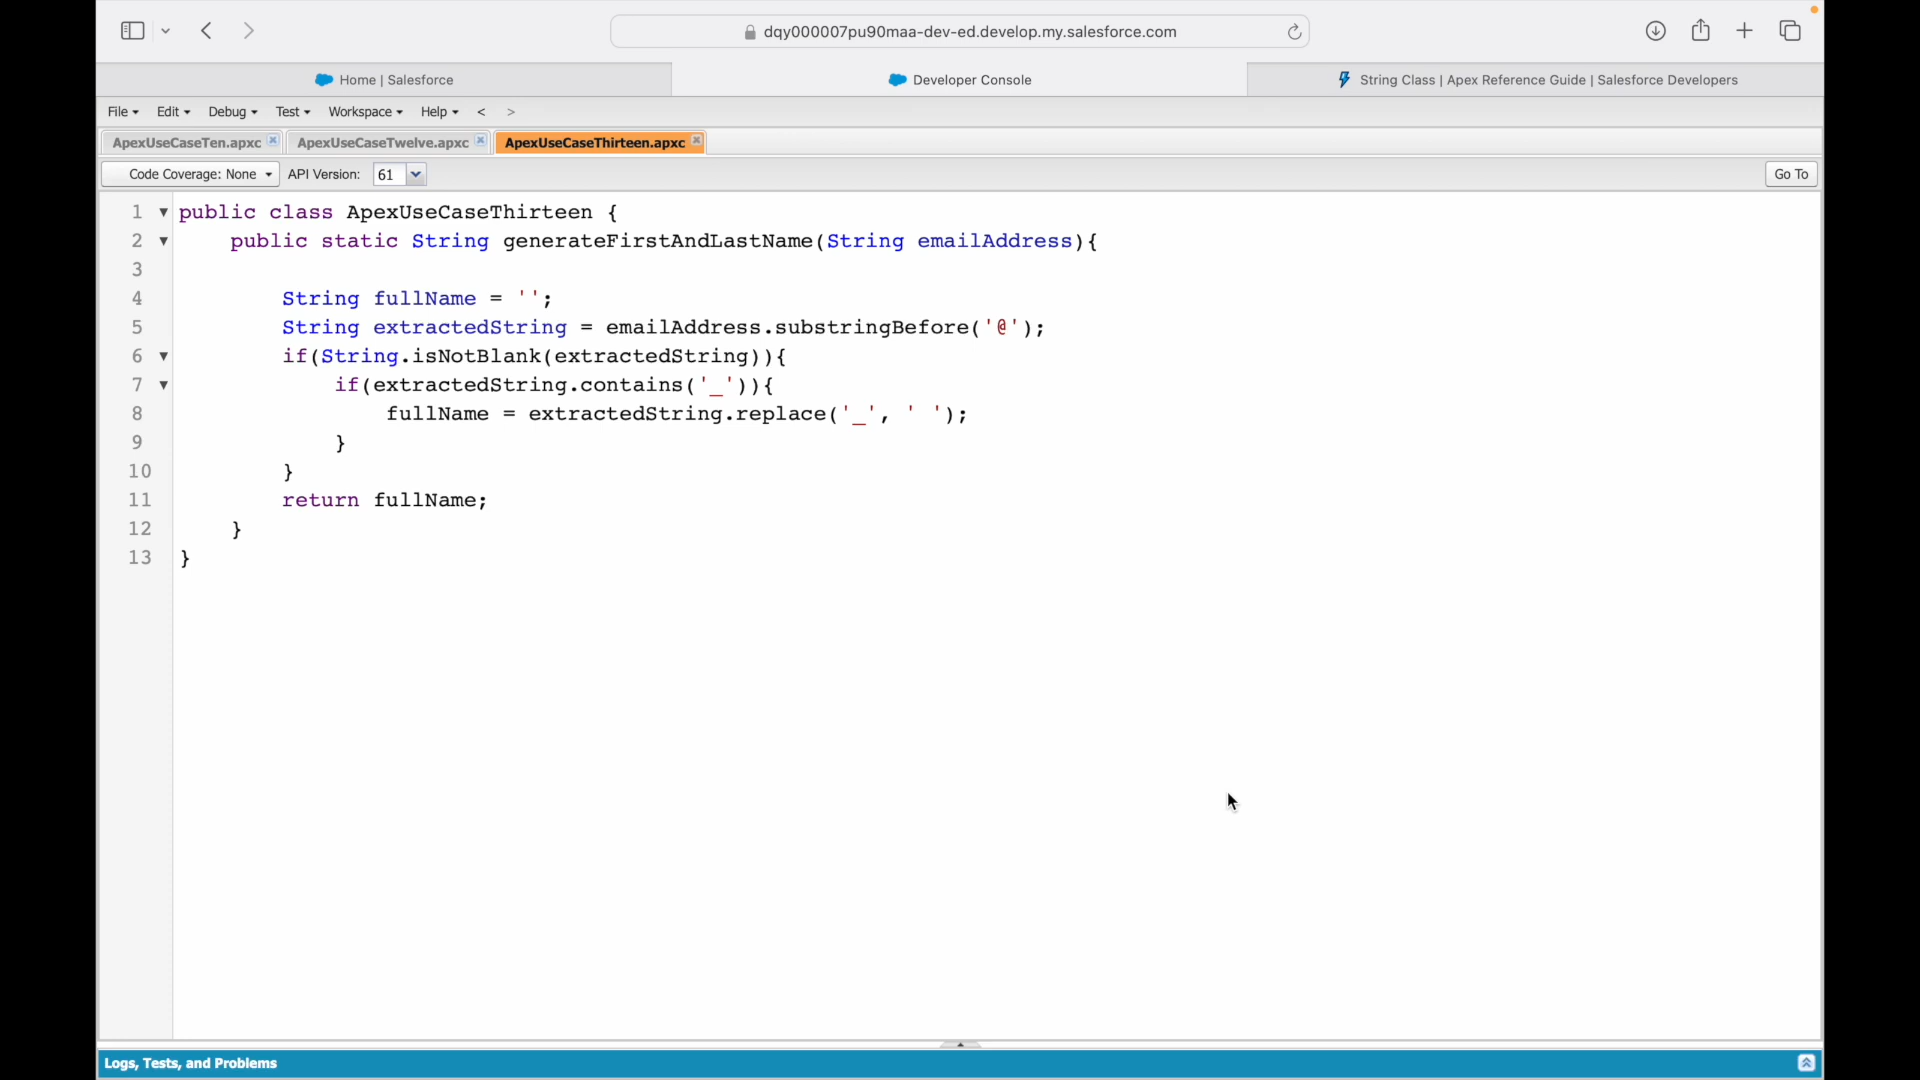 dqy000007pu90maa-dev-ed.develop.my.salesforce.com
Home | Salesforce
Developer Console
String Class | Apex Reference Guide | Salesforce Developers
File Edit Debug Test Workspace Help < >
ApexUseCaseTen.apxc ApexUseCaseTwelve.apxc ApexUseCaseThirteen.apxc
Code Coverage: None API Version: 61 Go To
1 public class ApexUseCaseThirteen {
2 public static String generateFirstAndLastName(String emailAddress){
3
4 String fullName = '';
5 String extractedString = emailAddress.substringBefore('@');
6 if(String.isNotBlank(extractedString)){
7 if(extractedString.contains('_')){
8 fullName = extractedString.replace('_', ' ');
9 }
10 }
11 return fullName;
12 }
13 }
Logs, Tests, and Problems